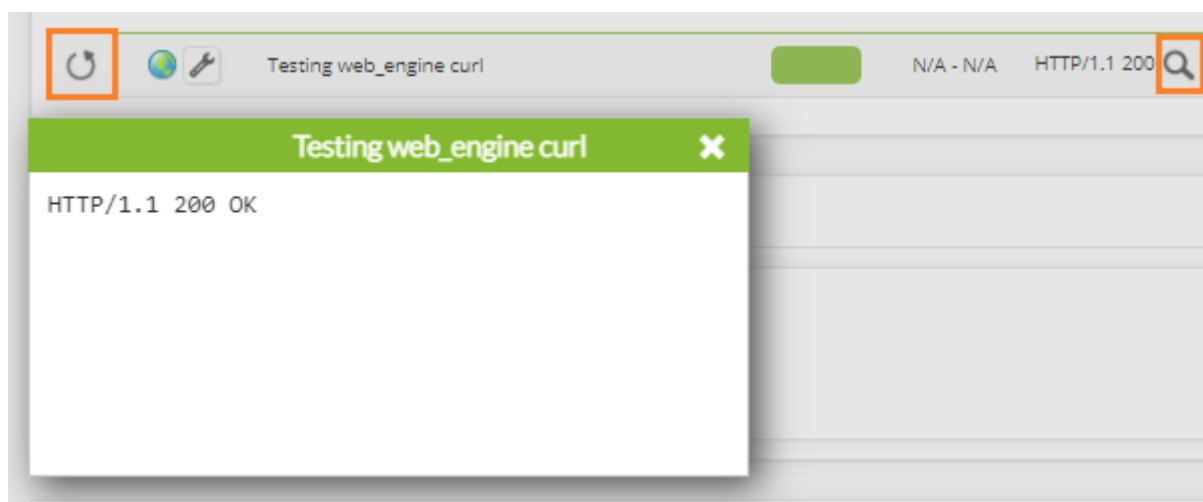 Testing web_engine curl N/A - N/A HTTP/1.1 200
Testing web_engine curl
HTTP/1.1 200 OK